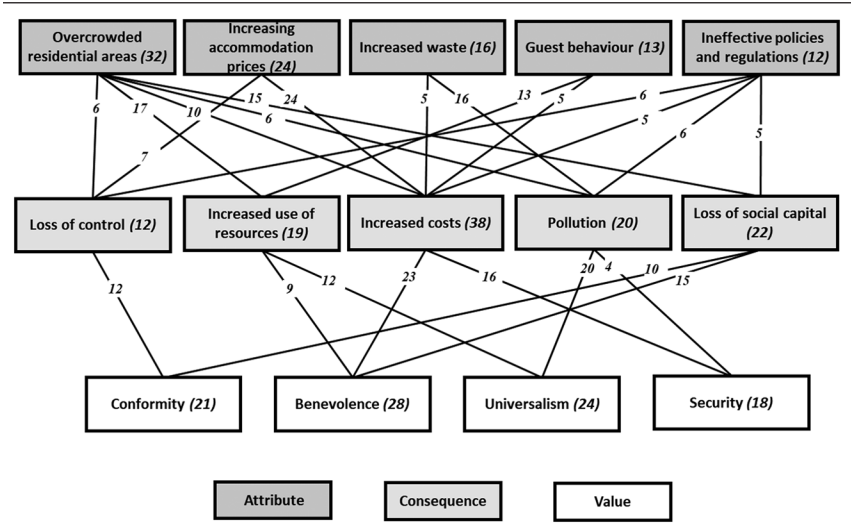 Overcrowded
residential areas (32)
Increasing
accommodation
prices (24)
Increased waste (16)
Guest behaviour (13)
Ineffective policies
and regulations (12)
6
17
10
15
24
6
7
5
16
13
5
6
5
6
5
Loss of control (12)
Increased use of
resources (19)
Increased costs (38)
Pollution (20)
Loss of social capital
(22)
12
9
12
23
16
20
4
10
15
Conformity (21)
Benevolence (28)
Universalism (24)
Security (18)
Attribute
Consequence
Value